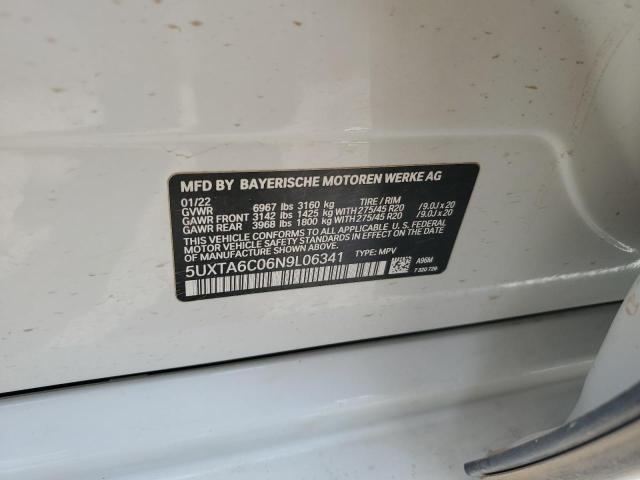 MFD BY BAYERISCHE MOTOREN WERKE AG
01/22 TIRE / RIM
GVWR 6967 lbs 3160 kg
GAWR FRONT 3142 lbs 1425 kg WITH 275/45 R20 /9.0J x 20
GAWR REAR 3968 lbs 1800 kg WITH 275/45 R20 /9.0J x 20
THIS VEHICLE CONFORMS TO ALL APPLICABLE U.S. FEDERAL
MOTOR VEHICLE SAFETY STANDARDS IN EFFECT ON THE DATE
OF MANUFACTURE SHOWN ABOVE.
5UXTA6C06N9L06341 TYPE: MPV A96M
7 320 729